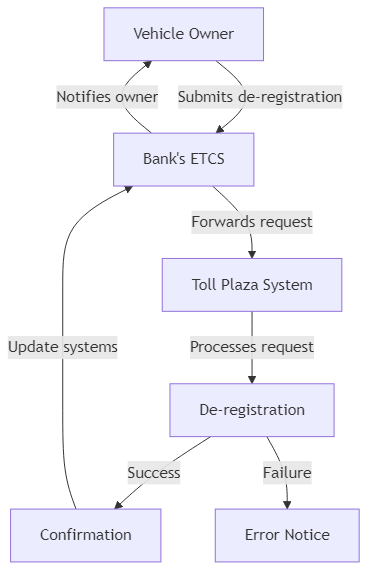 Vehicle Owner
Notifies owner
Submits de-registration
Bank's ETCS
Forwards request
Toll Plaza System
Update systems
Processes request
De-registration
Success
Failure
Confirmation
Error Notice